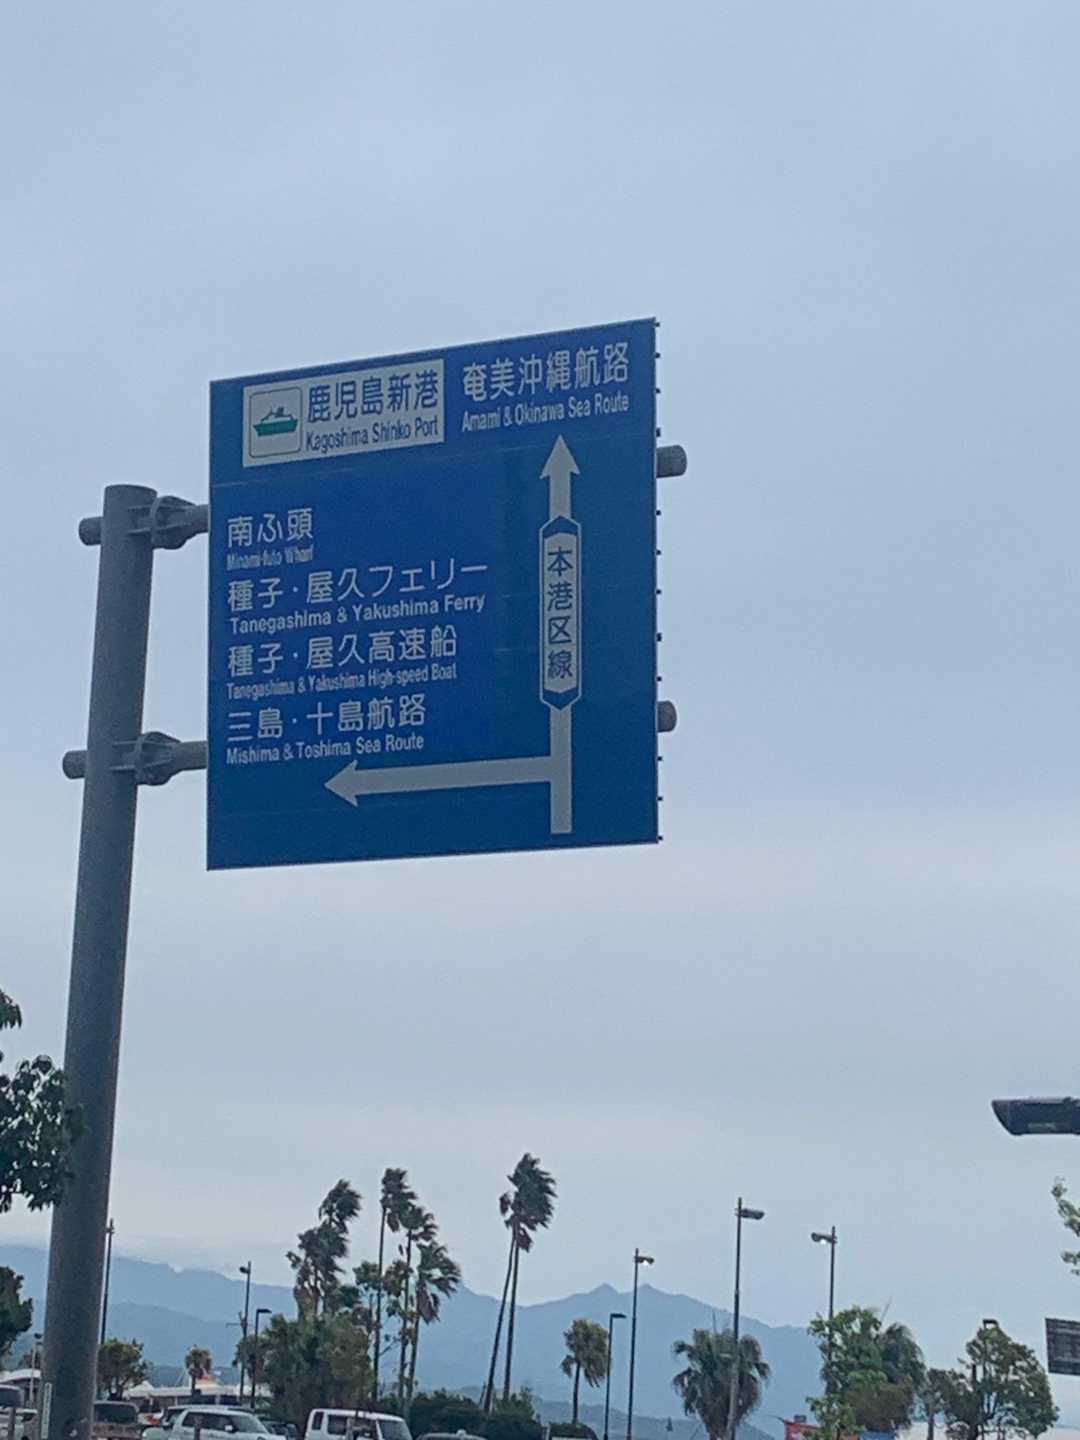 鹿児島新港
Kagoshima Shinko Port
奄美沖縄航路
Amami & Okinawa Sea Route
南ふ頭
Minami-futo Wharf
種子・屋久フェリー
Tanegashima & Yakushima Ferry
種子・屋久高速船
Tanegashima & Yakushima High-speed Boat
三島・十島航路
Mishima & Toshima Sea Route
本港区線